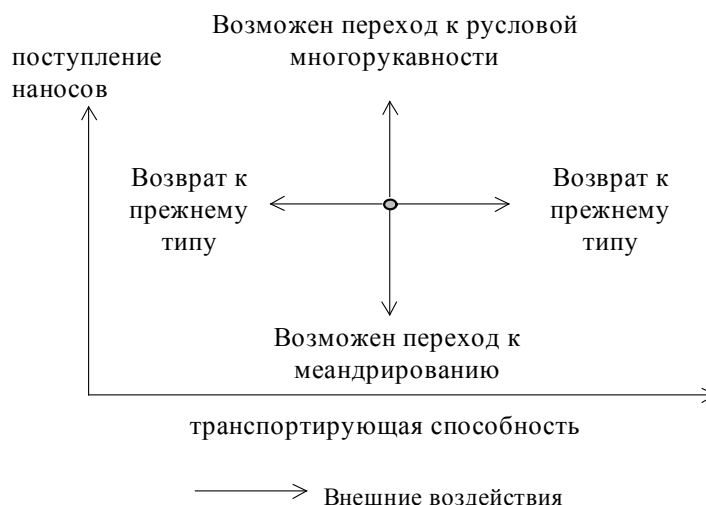 Возможен переход к русловой
многорукавности
поступление
наносов
Возврат к
прежнему
типу
Возврат к
прежнему
типу
Возможен переход к
меандрированию
транспортирующая способность
Внешние воздействия